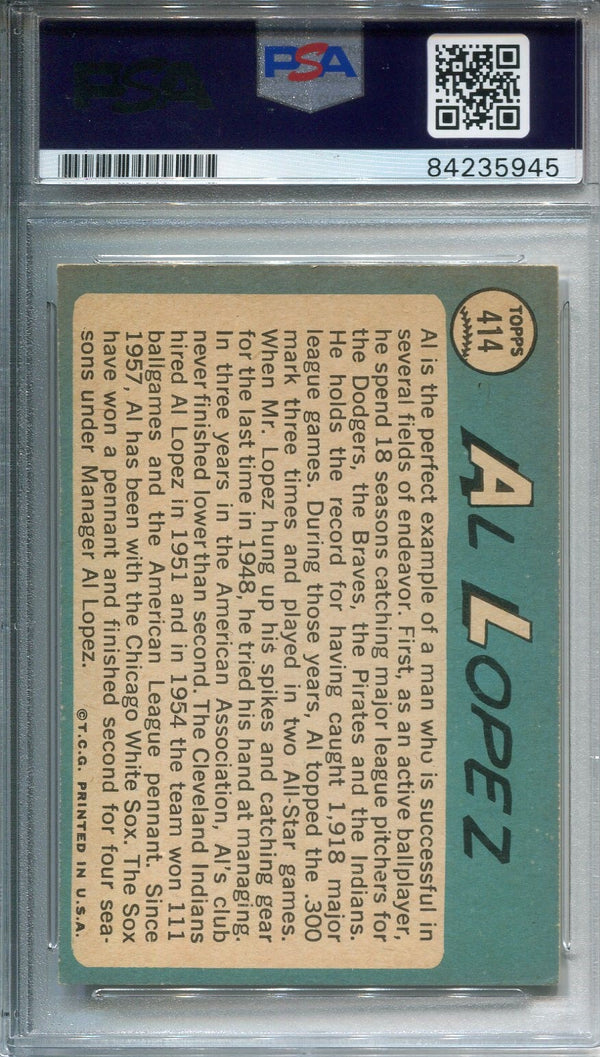 PSA
PSA
84235945
TOPPS
414
AL LOPEZ
Al is the perfect example of a man who is successful in
several fields of endeavor. First, as an active ballplayer,
he spend 18 seasons catching major league pitchers for
the Dodgers, the Braves, the Pirates and the Indians.
He holds the record for having caught 1,918 major
league games. During those years, Al topped the .300
mark three times and played in two All-Star games.
When Mr. Lopez hung up his spikes and catching gear
for the last time in 1948, he tried his hand at managing.
In three years in the American Association, Al's club
never finished lower than second. The Cleveland Indians
hired Al Lopez in 1951 and in 1954 the team won 111
ballgames and the American League pennant. Since
1957, Al has been with the Chicago White Sox. The Sox
have won a pennant and finished second for four sea-
sons under Manager Al Lopez.
©T.C.G. PRINTED IN U.S.A.